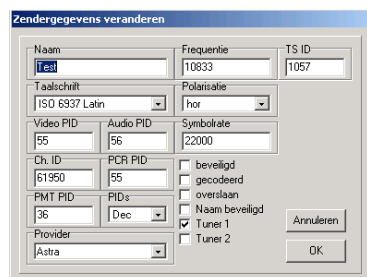 Zendergegevens veranderen
Naam Frequentie TS ID
Test 10833 1057
Taalschrift Polarisatie
ISO 6937 Latin hor
Video PID Audio PID Symbolrate
55 56 22000
Ch. ID PCR PID beveiligd
61950 55 gecodeerd
PMT PID PIDs overslaan
36 Dec Naam beveiligd
Tuner 1 Annuleren
Provider Tuner 2
Astra OK